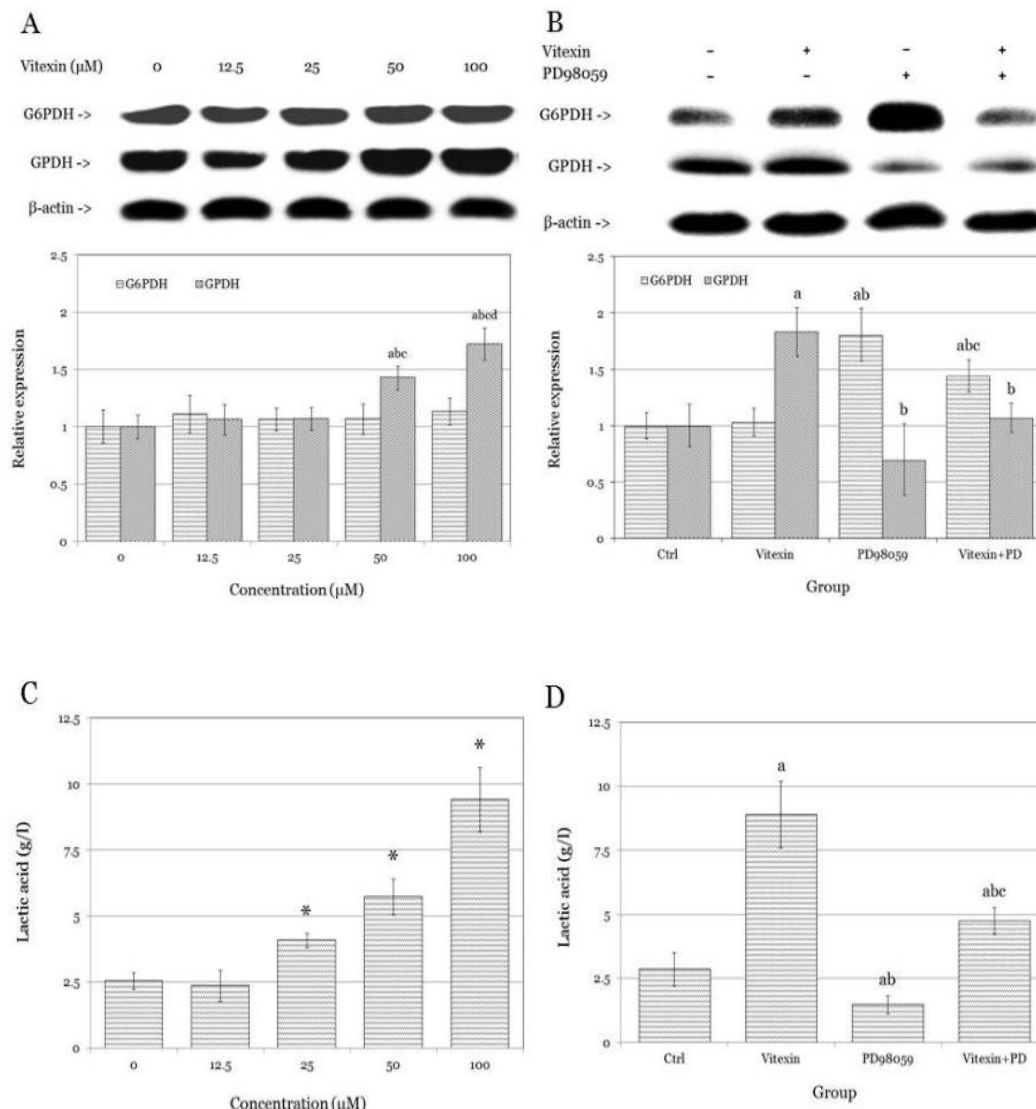 A
Vitexin (μM) 0 12.5 25 50 100
G6PDH ->
GPDH ->
β-actin ->
2.5
2
1.5
1
0.5
0
Relative expression
G6PDH GPDH
abc
abcd
0 12.5 25 50 100
Concentration (μM)
B
Vitexin - + - +
PD98059 - - + +
G6PDH ->
GPDH ->
β-actin ->
2.5
2
1.5
1
0.5
0
Relative expression
G6PDH GPDH
a
ab
b
abc
b
Ctrl Vitexin PD98059 Vitexin+PD
Group
C
12.5
10
7.5
5
2.5
0
Lactic acid (g/l)
* * *
0 12.5 25 50 100
Concentration (μM)
D
12.5
10
7.5
5
2.5
0
Lactic acid (g/l)
a
ab
abc
Ctrl Vitexin PD98059 Vitexin+PD
Group